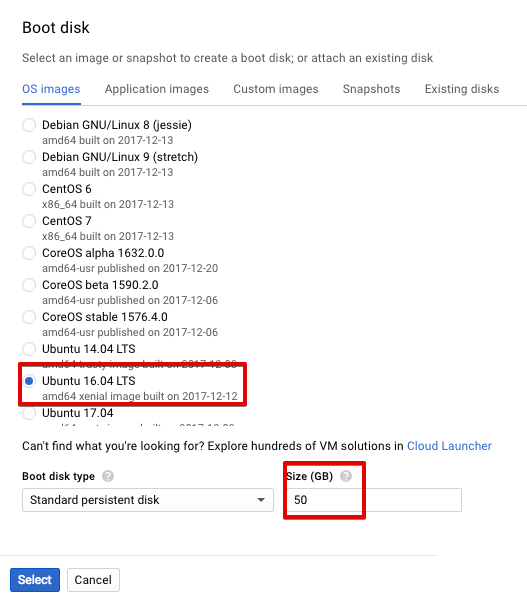 Boot disk
Select an image or snapshot to create a boot disk; or attach an existing disk
OS images Application images Custom images Snapshots Existing disks
Debian GNU/Linux 8 (jessie)
amd64 built on 2017-12-13
Debian GNU/Linux 9 (stretch)
amd64 built on 2017-12-13
CentOS 6
x86_64 built on 2017-12-13
CentOS 7
x86_64 built on 2017-12-13
CoreOS alpha 1632.0.0
amd64-usr published on 2017-12-20
CoreOS beta 1590.2.0
amd64-usr published on 2017-12-06
CoreOS stable 1576.4.0
amd64-usr published on 2017-12-06
Ubuntu 14.04 LTS
amd64 trusty image built on
Ubuntu 16.04 LTS
amd64 xenial image built on 2017-12-12
Ubuntu 17.04
Can't find what you're looking for? Explore hundreds of VM solutions in Cloud Launcher
Boot disk type ? Size (GB) ?
Standard persistent disk 50
Select Cancel